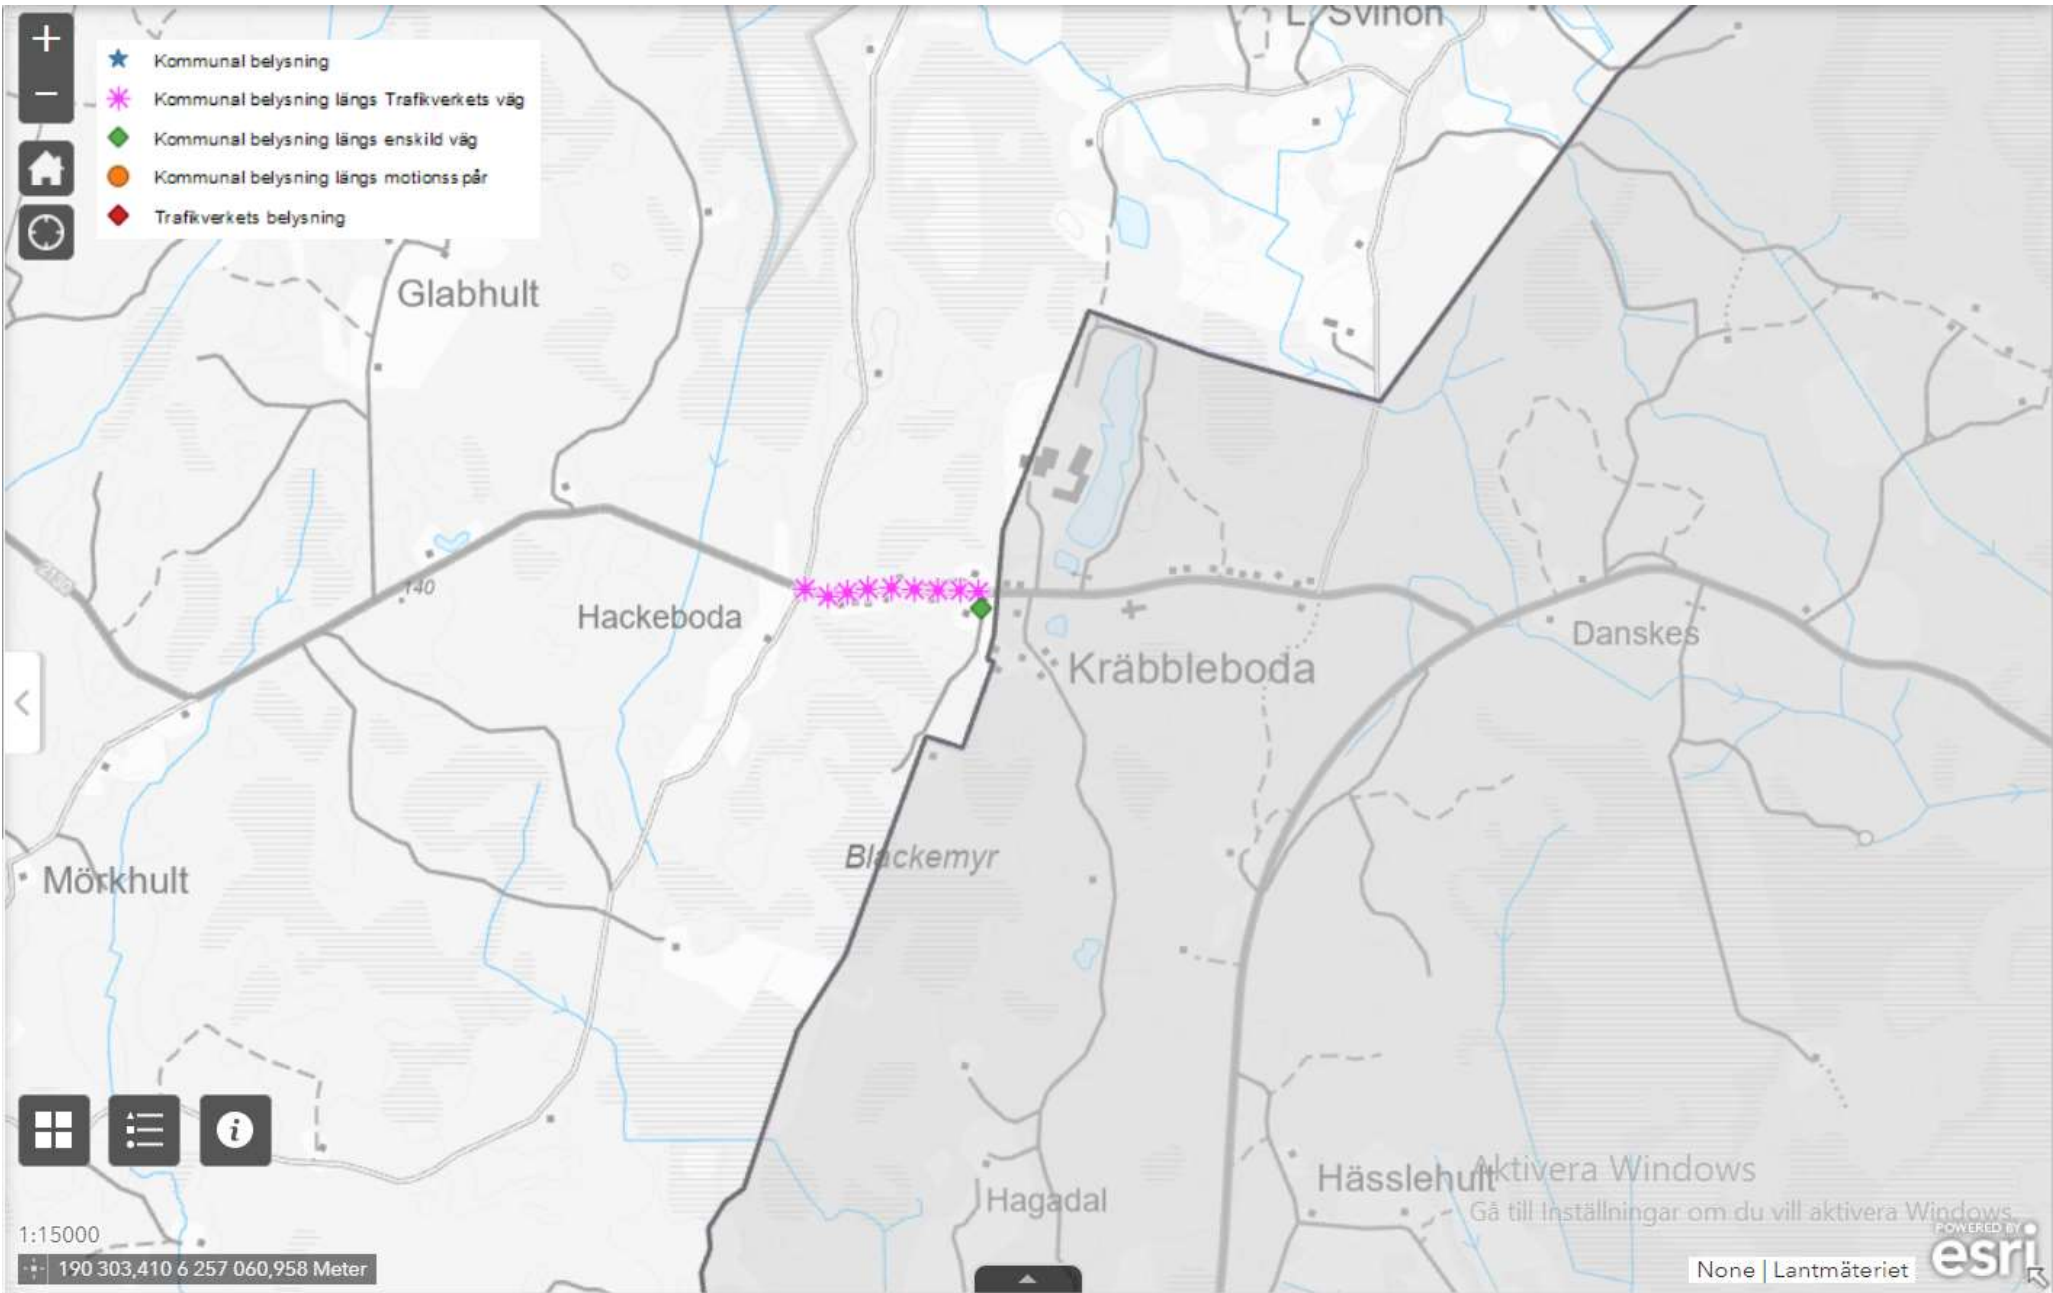 L. Svinön
+
−
Kommunal belysning
Kommunal belysning längs Trafikverkets väg
Kommunal belysning längs enskild väg
Kommunal belysning längs motionsspår
Trafikverkets belysning
Glabhult
140
Hackeboda
Kräbbleboda
Danskes
Blackemyr
Mörkhult
Hagadal
Hässlehult
Aktivera Windows
Gå till Inställningar om du vill aktivera Windows.
1:15000
190 303,410 6 257 060,958 Meter
None | Lantmäteriet
POWERED BY
esri